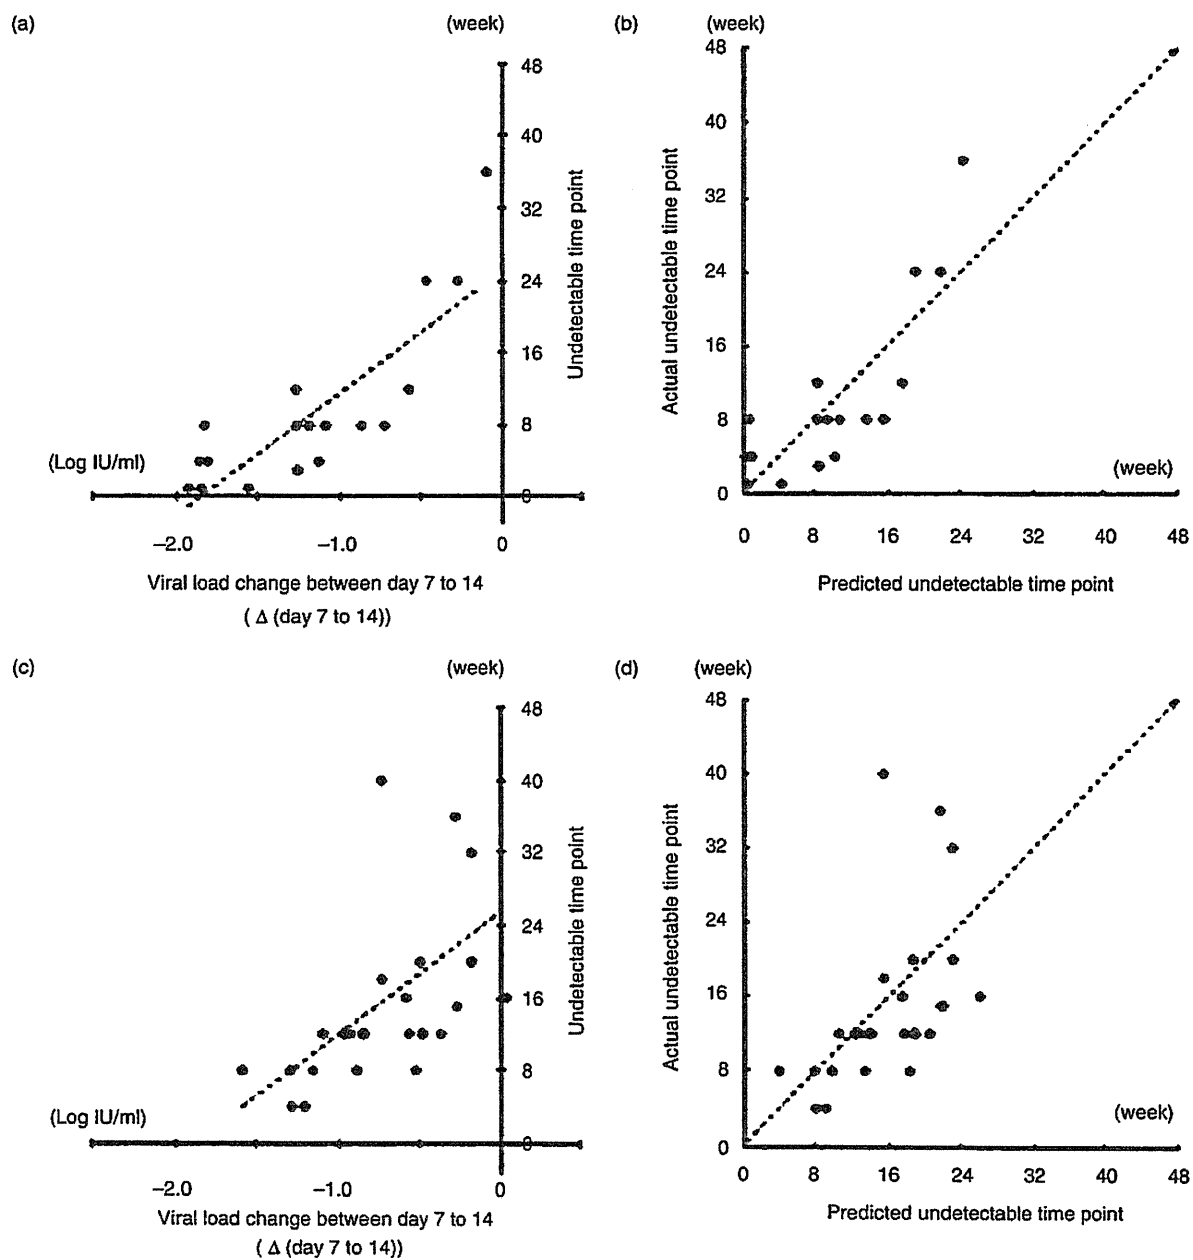 (a)
(week)
48
40
32
24
16
8
0
Undetectable time point
(Log IU/ml)
−2.0 −1.0 0
Viral load change between day 7 to 14
( Δ (day 7 to 14))
(b)
(week)
48
40
32
24
16
8
0
Actual undetectable time point
(week)
0 8 16 24 32 40 48
Predicted undetectable time point
(c)
(week)
48
40
32
24
16
8
0
Undetectable time point
(Log IU/ml)
−2.0 −1.0 0
Viral load change between day 7 to 14
( Δ (day 7 to 14))
(d)
(week)
48
40
32
24
16
8
0
Actual undetectable time point
(week)
0 8 16 24 32 40 48
Predicted undetectable time point